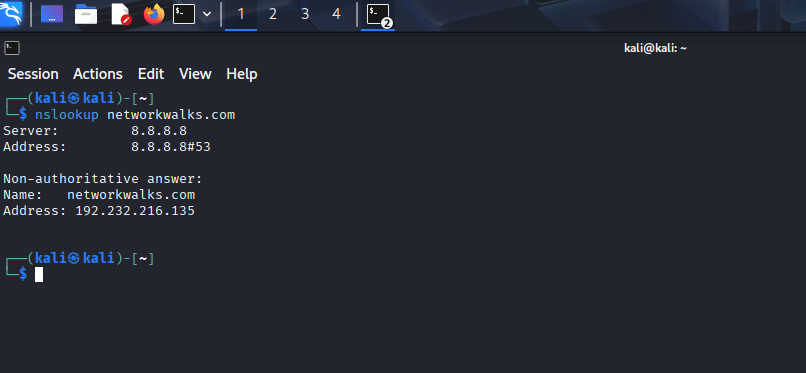 1 2 3 4 2
kali@kali: ~
Session Actions Edit View Help
┌──(kali㉿kali)-[~]
└─$ nslookup networkwalks.com
Server: 8.8.8.8
Address: 8.8.8.8#53
Non-authoritative answer:
Name: networkwalks.com
Address: 192.232.216.135
┌──(kali㉿kali)-[~]
└─$